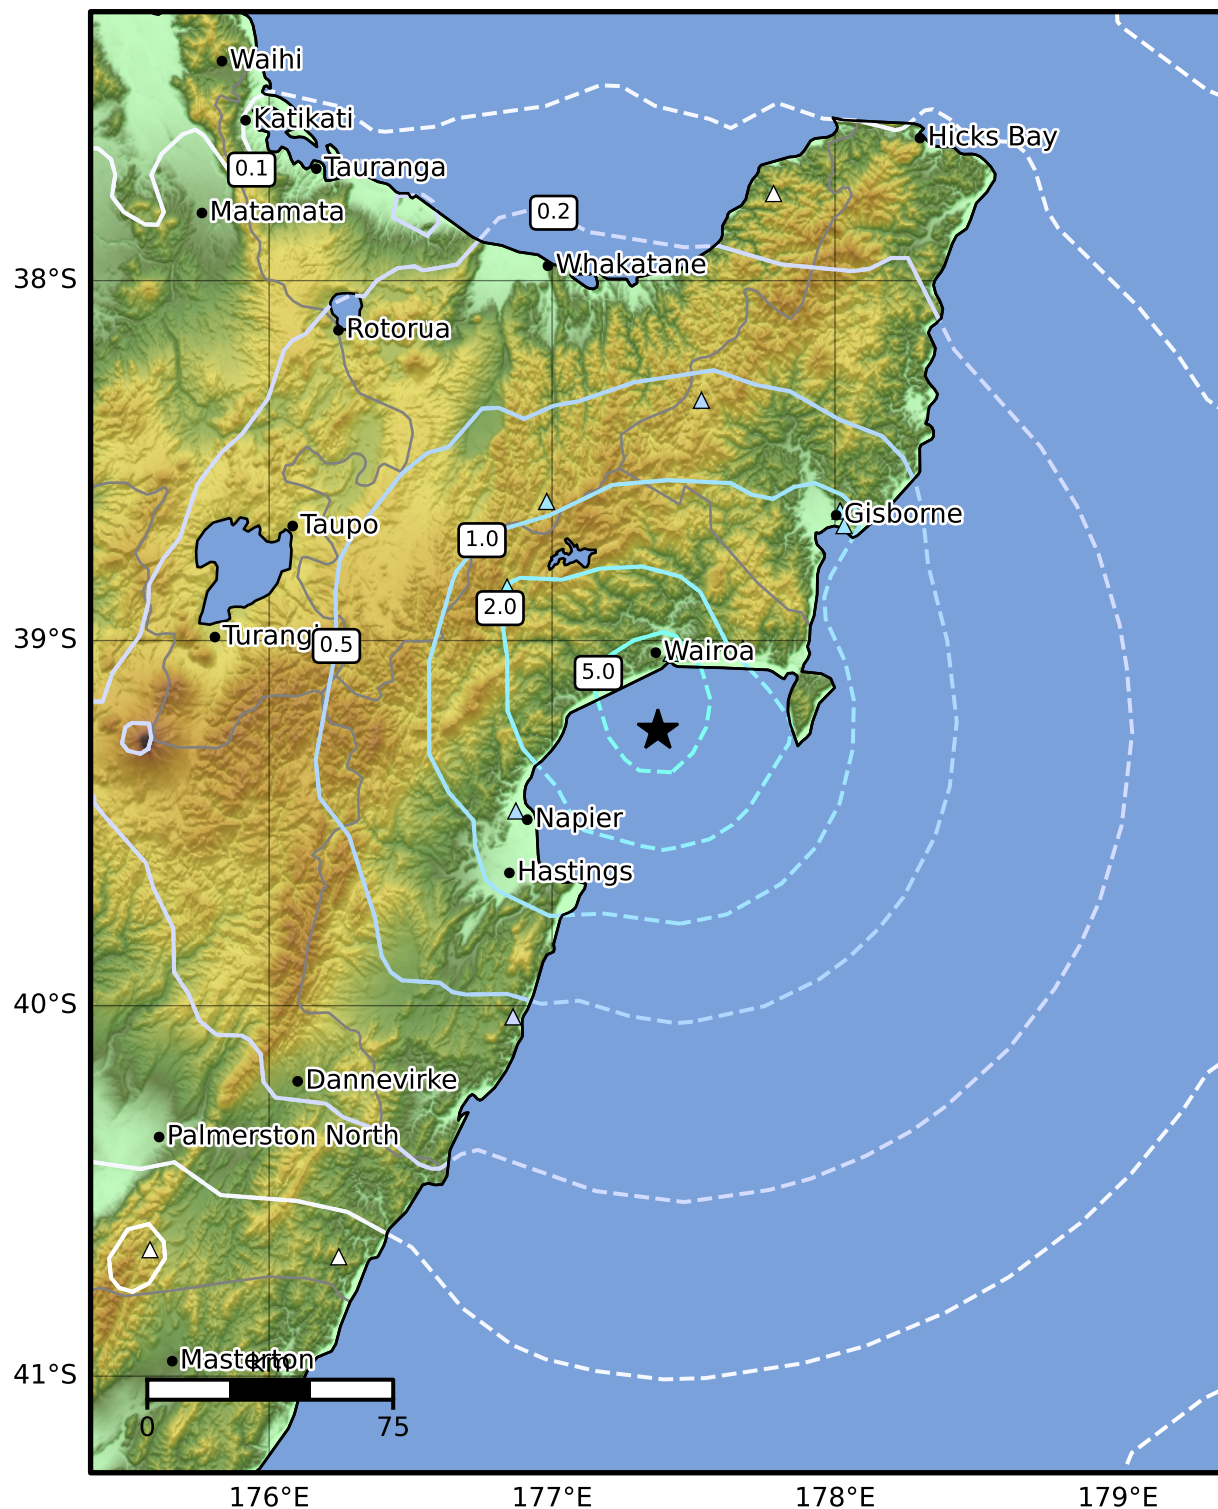 Waihi
Katikati
Hicks Bay
0.1
Tauranga
Matamata
0.2
Whakatane
38°S
Rotorua
Gisborne
Taupo
1.0
2.0
39°S
Turangi
0.5
Wairoa
5.0
Napier
Hastings
40°S
Dannevirke
Palmerston North
Masterton
km
41°S
0
75
176°E
177°E
178°E
179°E